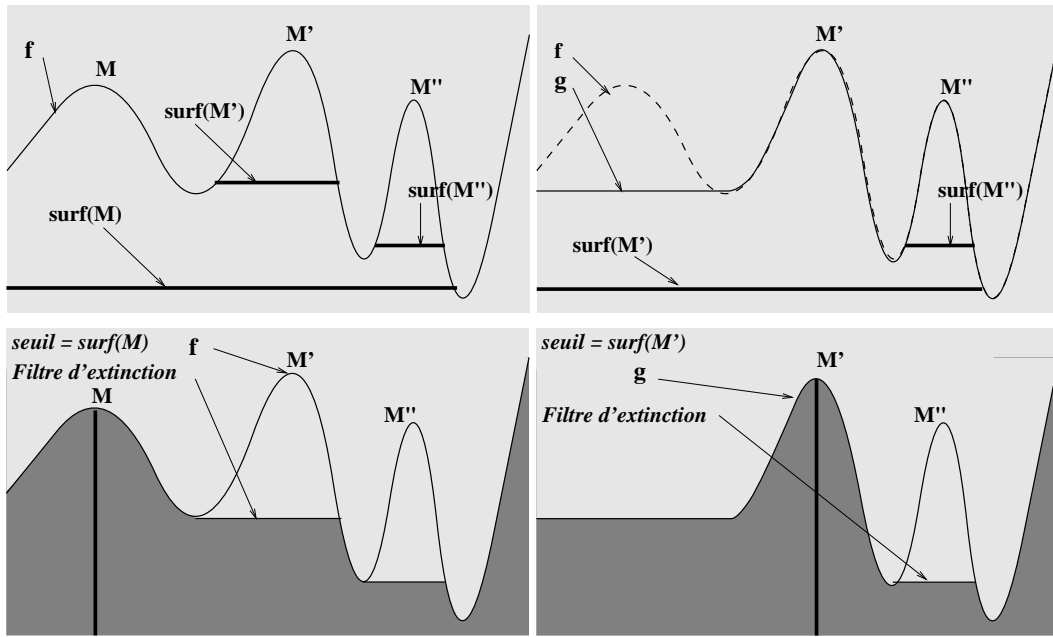 f
M
M'
M"
surf(M')
surf(M")
surf(M)
f
g
M'
M"
surf(M")
surf(M')
seuil = surf(M)
Filtre d'extinction
f
M
M'
M"
seuil = surf(M')
g
M'
Filtre d'extinction
M"